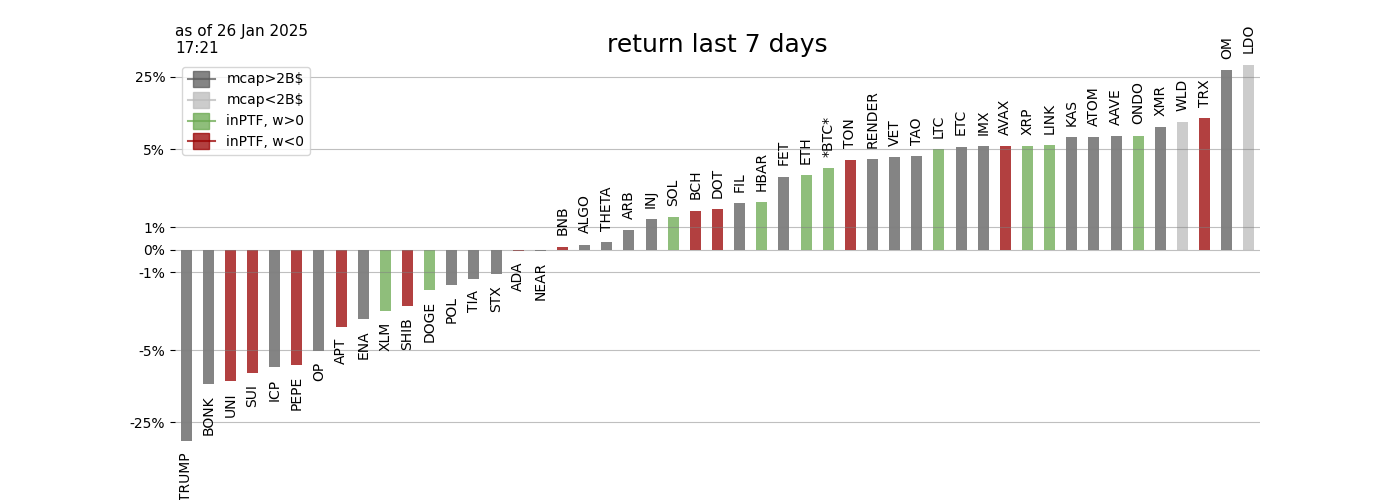 as of 26 Jan 2025
17:21
return last 7 days
mcap>2B$
mcap<2B$
inPTF, w>0
inPTF, w<0
25%
5%
1%
0%
-1%
-5%
-25%
TRUMP
BONK
UNI
SUI
ICP
PEPE
OP
APT
ENA
XLM
SHIB
DOGE
POL
TIA
STX
ADA
NEAR
BNB
ALGO
THETA
ARB
INJ
SOL
BCH
DOT
FIL
HBAR
FET
ETH
*BTC*
TON
RENDER
VET
TAO
LTC
ETC
IMX
AVAX
XRP
LINK
KAS
ATOM
AAVE
ONDO
XMR
WLD
TRX
OM
LDO